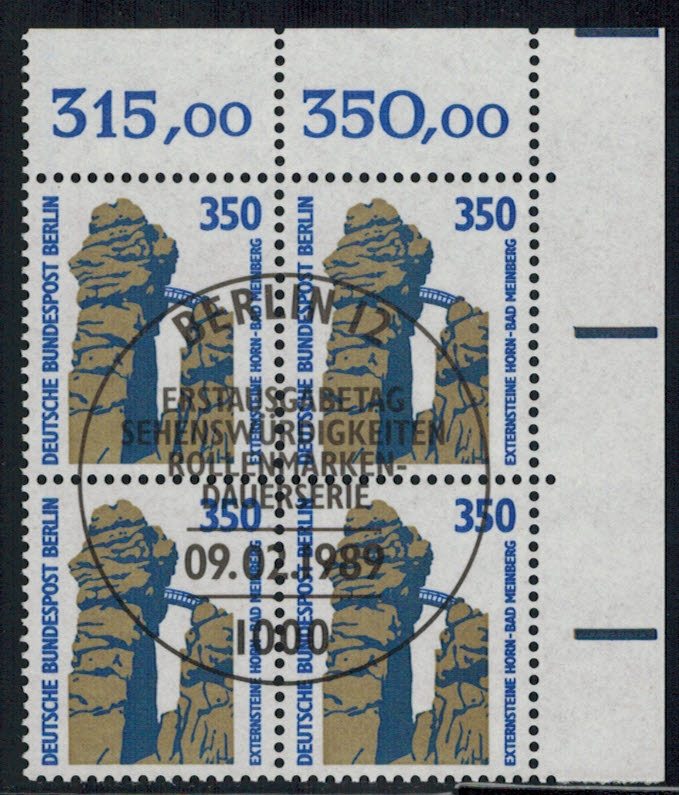 315,00 350,00
350
DEUTSCHE BUNDESPOST BERLIN
EXTERNSTEINE HORN-BAD MEINBERG
350
DEUTSCHE BUNDESPOST BERLIN
EXTERNSTEINE HORN-BAD MEINBERG
350
DEUTSCHE BUNDESPOST BERLIN
EXTERNSTEINE HORN-BAD MEINBERG
350
DEUTSCHE BUNDESPOST BERLIN
EXTERNSTEINE HORN-BAD MEINBERG
BERLIN 12
ERSTAUSGABETAG
SEHENSWÜRDIGKEITEN
ROLLENMARKEN-
DAUERSERIE
09.02.1989
1000